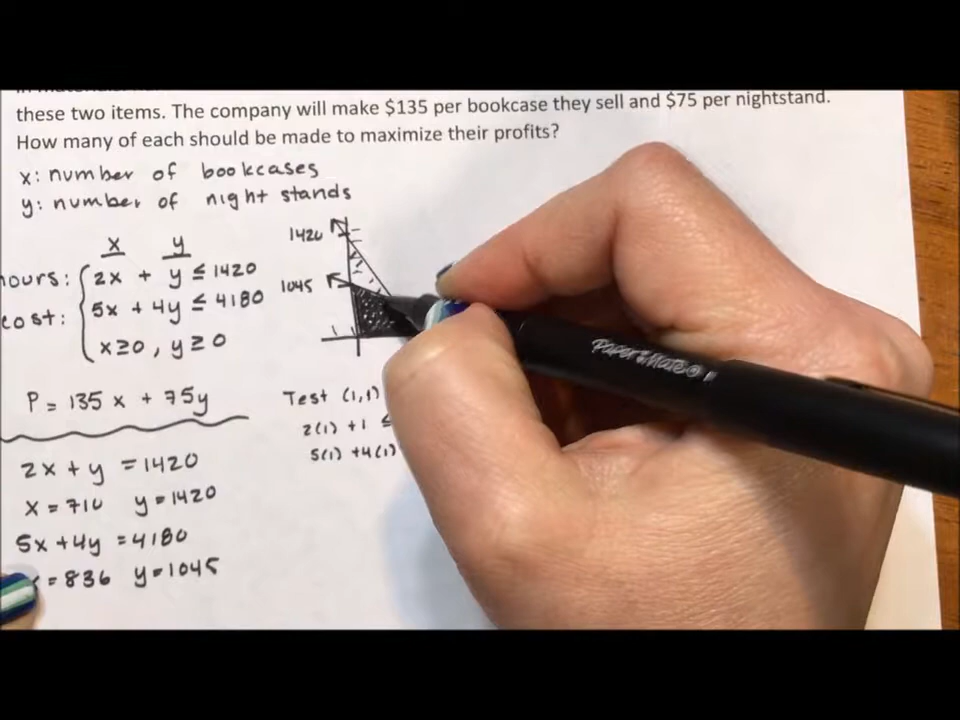 these two items. The company will make $135 per bookcase they sell and $75 per nightstand.
How many of each should be made to maximize their profits?
x: number of bookcases
y: number of night stands
x y
hours: 2x + y ≤ 1420
cost: 5x + 4y ≤ 4180
x≥0, y≥0
P = 135x + 75y
2x + y = 1420
x = 710 y = 1420
5x + 4y = 4180
= 836 y = 1045
1420
1045
Test (1,1)
2(1) + 1 ≤
5(1) + 4(1)
Paper Mate